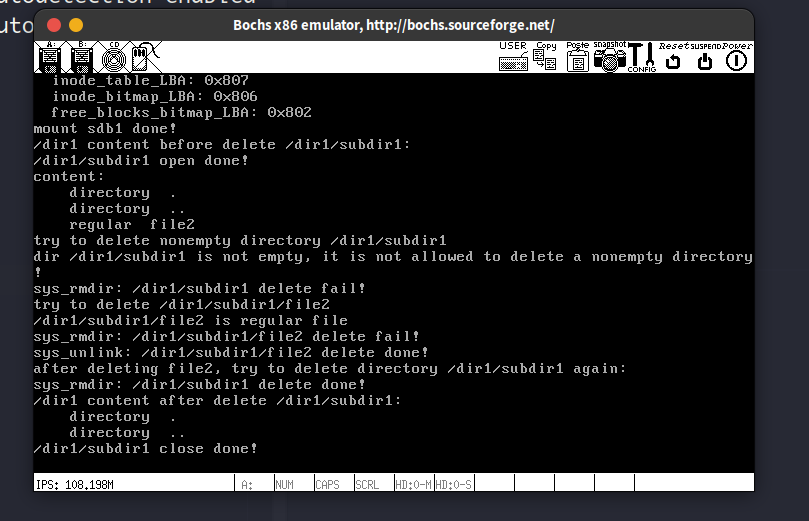 autodetection enabled
uto
Bochs x86 emulator, http://bochs.sourceforge.net/
A: B: CD USER Copy Paste snapshot CONFIG Reset SUSPEND Power
inode_table_LBA: 0x807
inode_bitmap_LBA: 0x806
free_blocks_bitmap_LBA: 0x802
mount sdb1 done!
/dir1 content before delete /dir1/subdir1:
/dir1/subdir1 open done!
content:
directory .
directory ..
regular file2
try to delete nonempty directory /dir1/subdir1
dir /dir1/subdir1 is not empty, it is not allowed to delete a nonempty directory
!
sys_rmdir: /dir1/subdir1 delete fail!
try to delete /dir1/subdir1/file2
/dir1/subdir1/file2 is regular file
sys_rmdir: /dir1/subdir1/file2 delete fail!
sys_unlink: /dir1/subdir1/file2 delete done!
after deleting file2, try to delete directory /dir1/subdir1 again:
sys_rmdir: /dir1/subdir1 delete done!
/dir1 content after delete /dir1/subdir1:
directory .
directory ..
/dir1/subdir1 close done!
IPS: 108.198M A: NUM CAPS SCRL HD:0-M HD:0-S